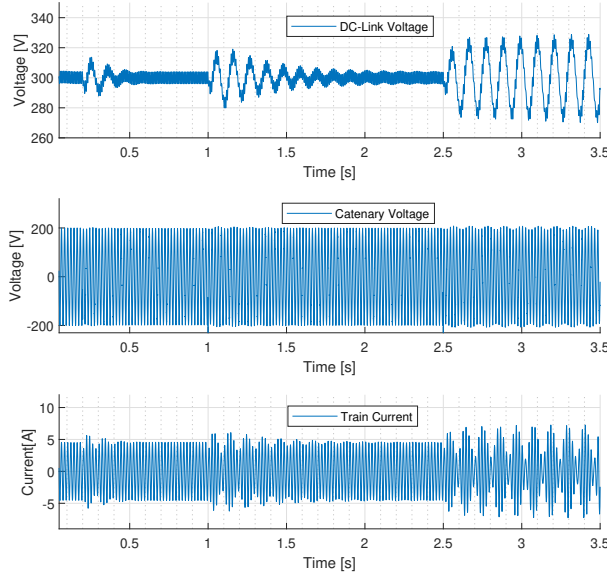 DC-Link Voltage
Voltage [V]
340
320
300
280
260
0.5 1 1.5 2 2.5 3 3.5
Time [s]
Catenary Voltage
Voltage [V]
200
0
-200
0.5 1 1.5 2 2.5 3 3.5
Time [s]
Train Current
Current[A]
10
5
0
-5
0.5 1 1.5 2 2.5 3 3.5
Time [s]